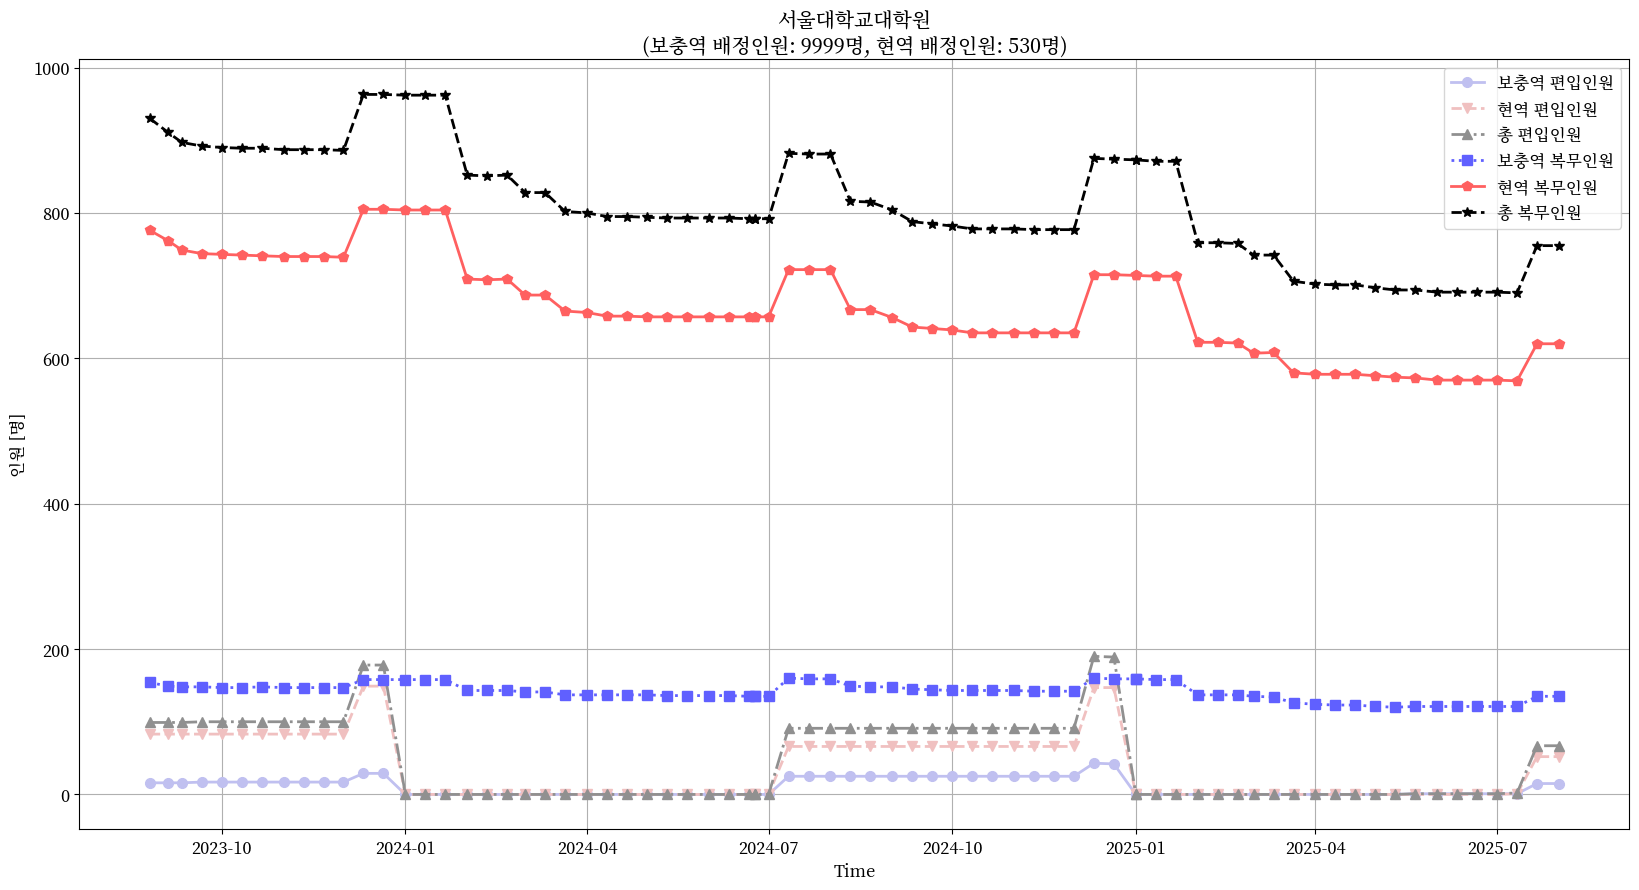 서울대학교대학원
(보충역 배정인원: 9999명, 현역 배정인원: 530명)
1000
800
600
400
200
0
인원 [명]
보충역 편입인원
현역 편입인원
총 편입인원
보충역 복무인원
현역 복무인원
총 복무인원
2023-10
2024-01
2024-04
2024-07
2024-10
2025-01
2025-04
2025-07
Time